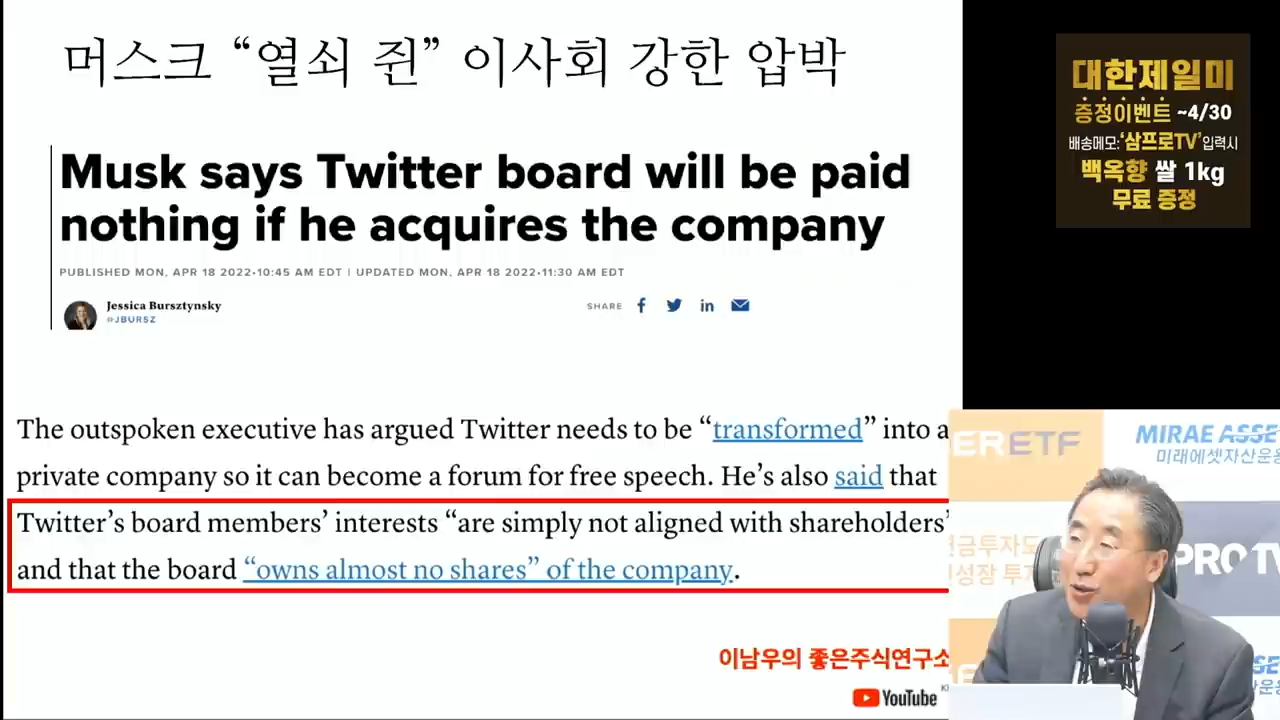 머스크 “열쇠 쥔” 이사회 강한 압박
Musk says Twitter board will be paid
nothing if he acquires the company
PUBLISHED MON, APR 18 2022•10:45 AM EDT | UPDATED MON, APR 18 2022•11:30 AM EDT
Jessica Bursztynsky
@JBURSZ
SHARE
The outspoken executive has argued Twitter needs to be “transformed” into a
private company so it can become a forum for free speech. He’s also said that
Twitter’s board members’ interests “are simply not aligned with shareholders”
and that the board “owns almost no shares” of the company.
이남우의 좋은주식연구소
YouTube
대한제일미
증정이벤트 ~4/30
배송메모:‘삼프로TV’입력시
백옥향 쌀 1kg
무료 증정
ERETF
MIRAE ASSE
미래에셋자산운용
금투자도
성장 투자
PRO TV